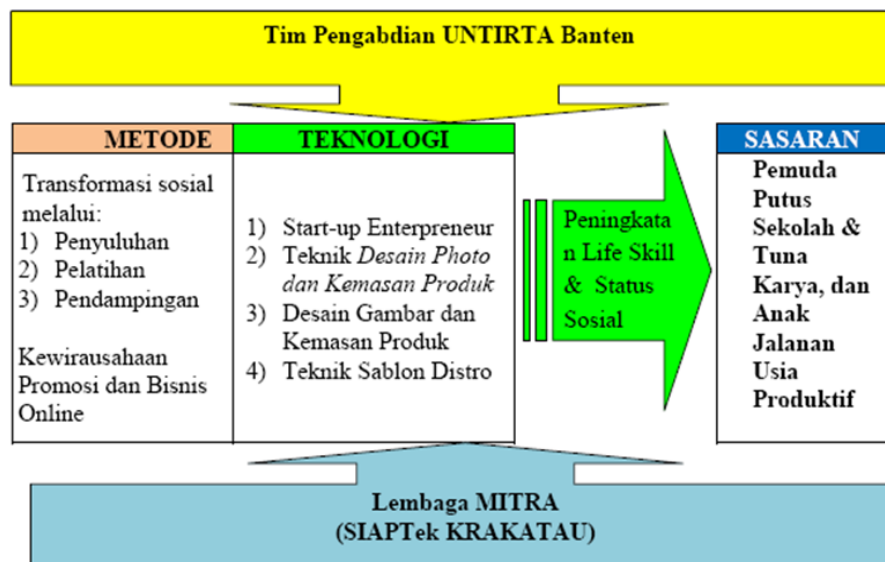 Tim Pengabdian UNTIRTA Banten
METODE
Transformasi sosial
melalui:
1) Penyuluhan
2) Pelatihan
3) Pendampingan
Kewirausahaan
Promosi dan Bisnis
Online
TEKNOLOGI
1) Start-up Enterpreneur
2) Teknik Desain Photo
dan Kemasan Produk
3) Desain Gambar dan
Kemasan Produk
4) Teknik Sablon Distro
Peningkata
n Life Skill
& Status
Sosial
SASARAN
Pemuda
Putus
Sekolah &
Tuna
Karya, dan
Anak
Jalanan
Usia
Produktif
Lembaga MITRA
(SIAPTek KRAKATAU)